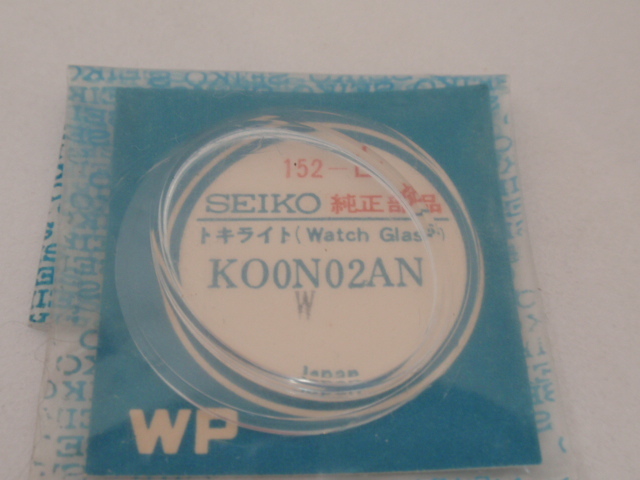 152-
SEIKO 純正部品
トキライト(Watch Glass)
KO0N02AN
W
Japan
WP